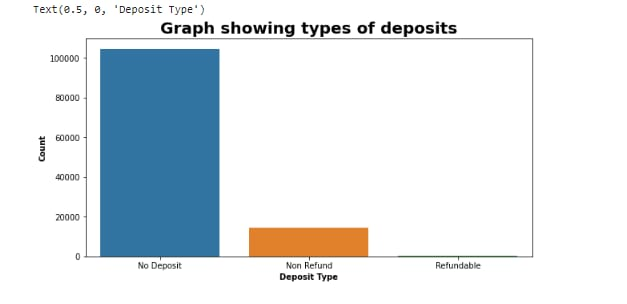 Text(0.5, 0, 'Deposit Type')
Graph showing types of deposits
100000
80000
60000
40000
20000
0
Count
No Deposit Non Refund Refundable
Deposit Type